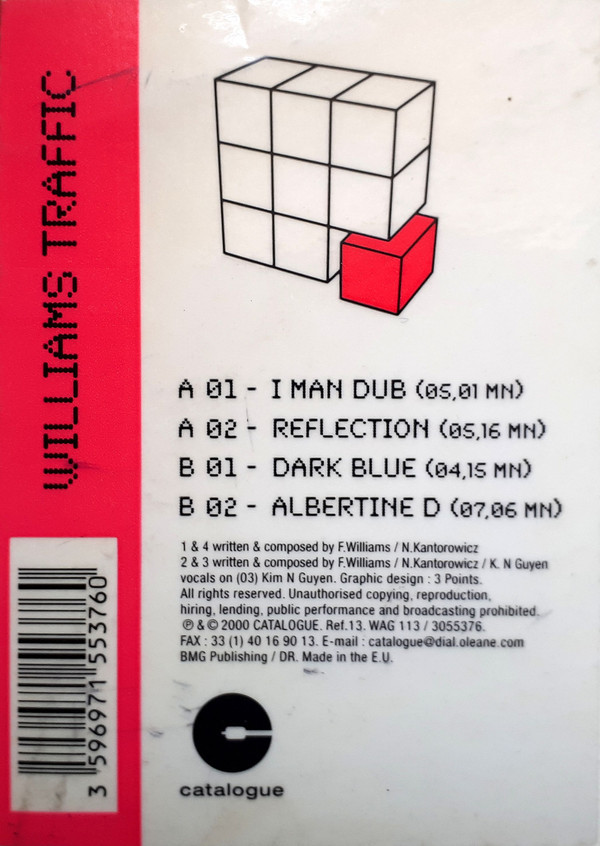 WILLIAMS TRAFFIC
A 01 - I MAN DUB (05,01 MN)
A 02 - REFLECTION (05,16 MN)
B 01 - DARK BLUE (04,15 MN)
B 02 - ALBERTINE D (07,06 MN)
1 & 4 written & composed by F.Williams / N.Kantorowicz
2 & 3 written & composed by F.Williams / N.Kantorowicz / K. N Guyen
vocals on (03) Kim N Guyen. Graphic design : 3 Points.
All rights reserved. Unauthorised copying, reproduction,
hiring, lending, public performance and broadcasting prohibited.
℗ & © 2000 CATALOGUE. Ref.13. WAG 113 / 3055376.
FAX : 33 (1) 40 16 90 13. E-mail : catalogue@dial.oleane.com
BMG Publishing / DR. Made in the E.U.
3 596971 553760
catalogue